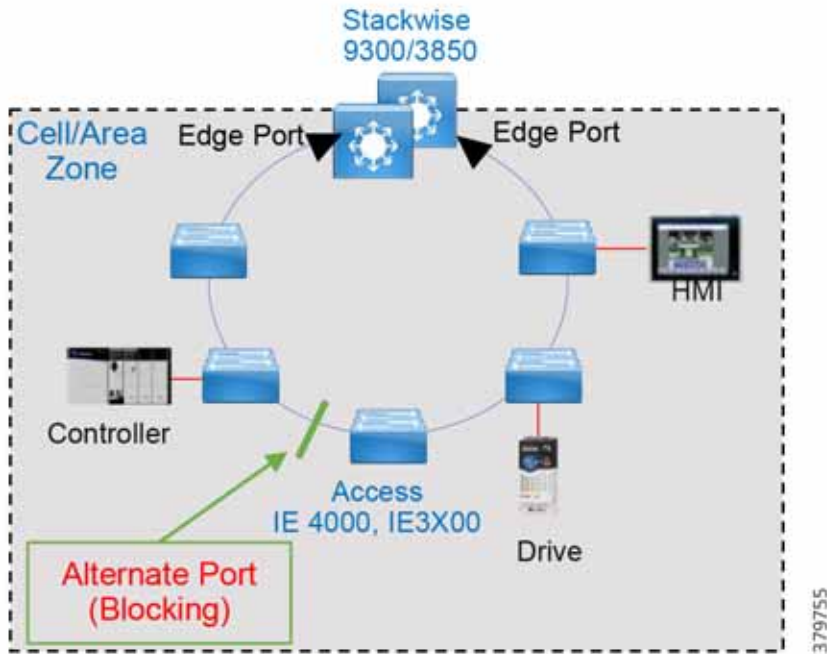 Stackwise
9300/3850
Cell/Area
Zone
Edge Port
Edge Port
HMI
Controller
Access
IE 4000, IE3X00
Drive
Alternate Port
(Blocking)
379755